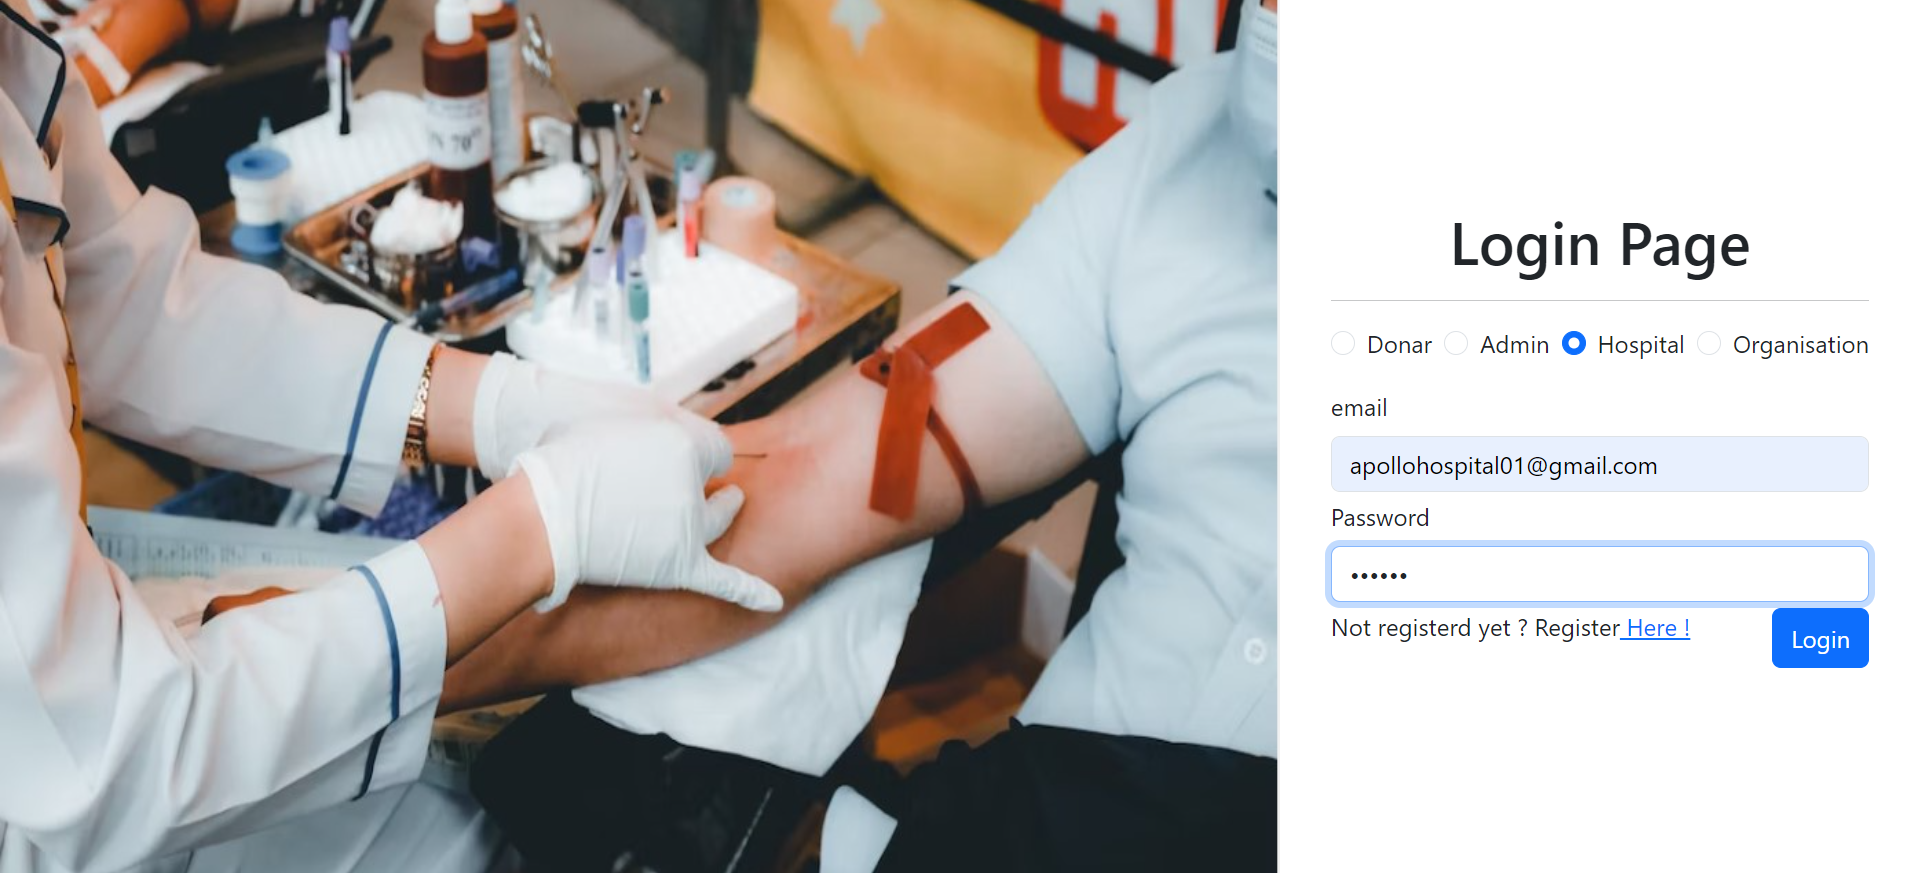 Login Page
Donar Admin Hospital Organisation
email
apollohospital01@gmail.com
Password
••••••
Not registerd yet ? Register Here !
Login